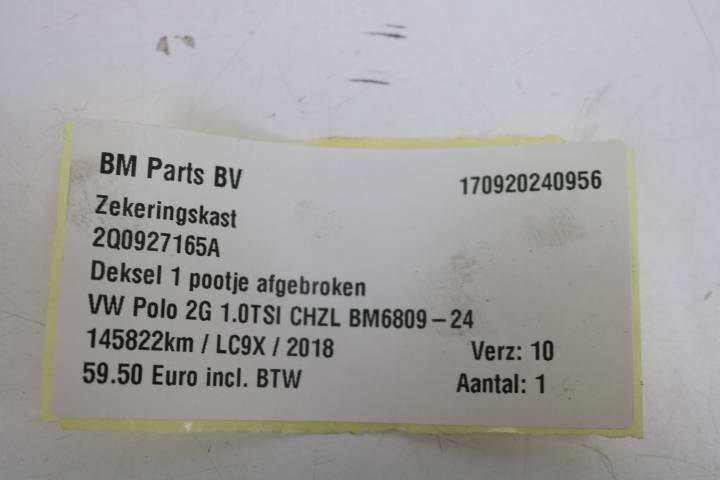 BM Parts BV 170920240956
Zekeringskast
2Q0927165A
Deksel 1 pootje afgebroken
VW Polo 2G 1.0TSI CHZL BM6809-24
145822km / LC9X / 2018 Verz: 10
59.50 Euro incl. BTW Aantal: 1